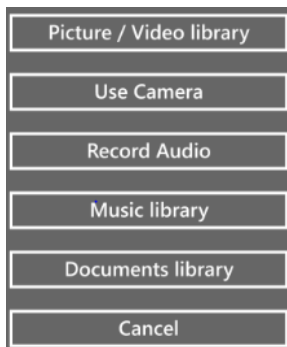 Picture / Video library
Use Camera
Record Audio
Music library
Documents library
Cancel